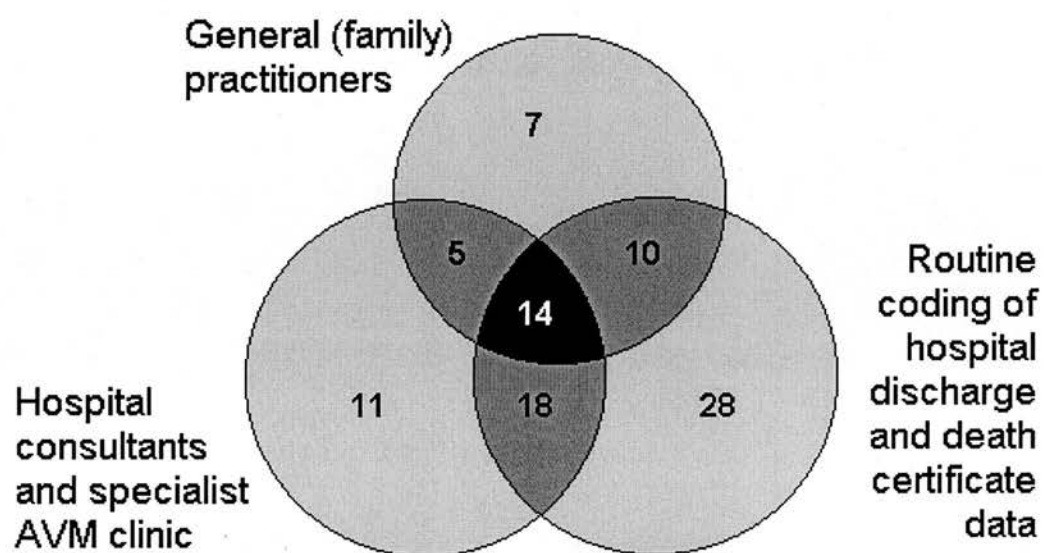 General (family)
practitioners
7
5
10
14
11
18
28
Hospital
consultants
and specialist
AVM clinic
Routine
coding of
hospital
discharge
and death
certificate
data